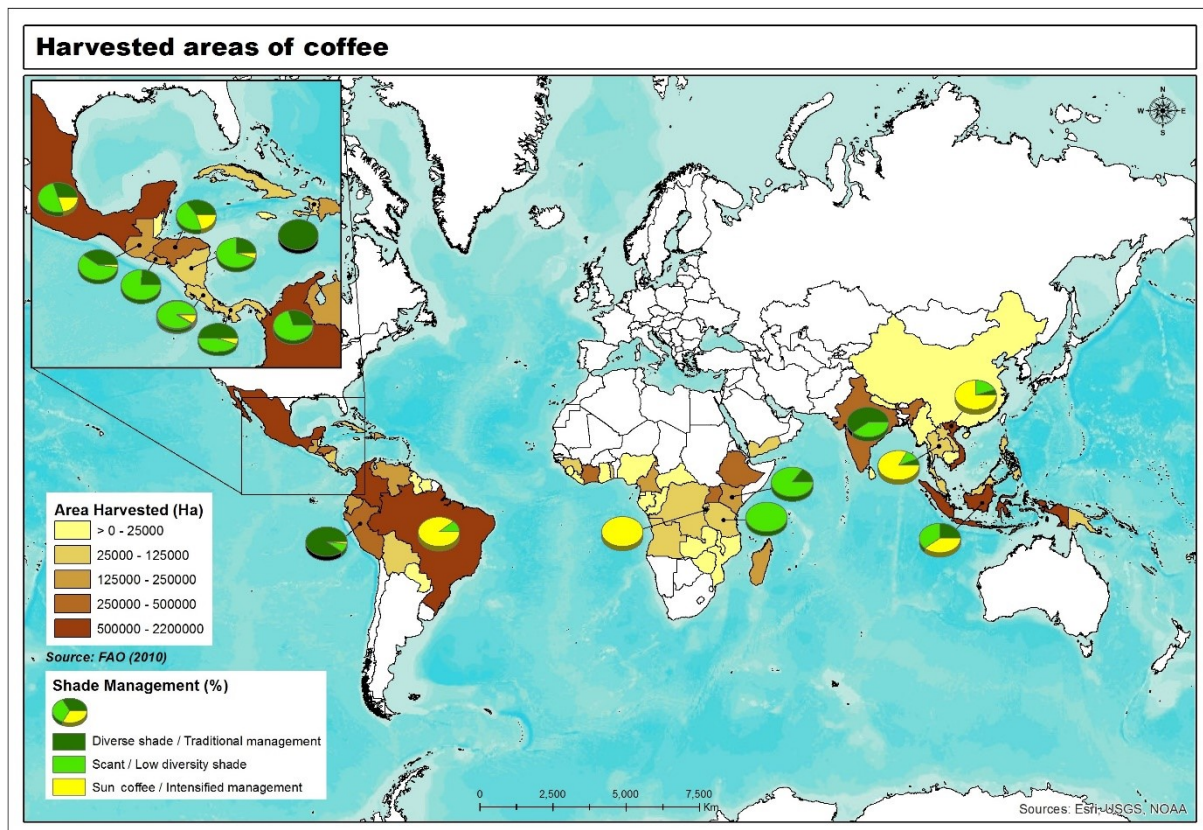 Harvested areas of coffee
N
W E
S
Area Harvested (Ha)
> 0 - 25000
25000 - 125000
125000 - 250000
250000 - 500000
500000 - 2200000
Source: FAO (2010)
Shade Management (%)
Diverse shade / Traditional management
Scant / Low diversity shade
Sun coffee / Intensified management
0 2,500 5,000 7,500
Km
Sources: Esri, USGS, NOAA